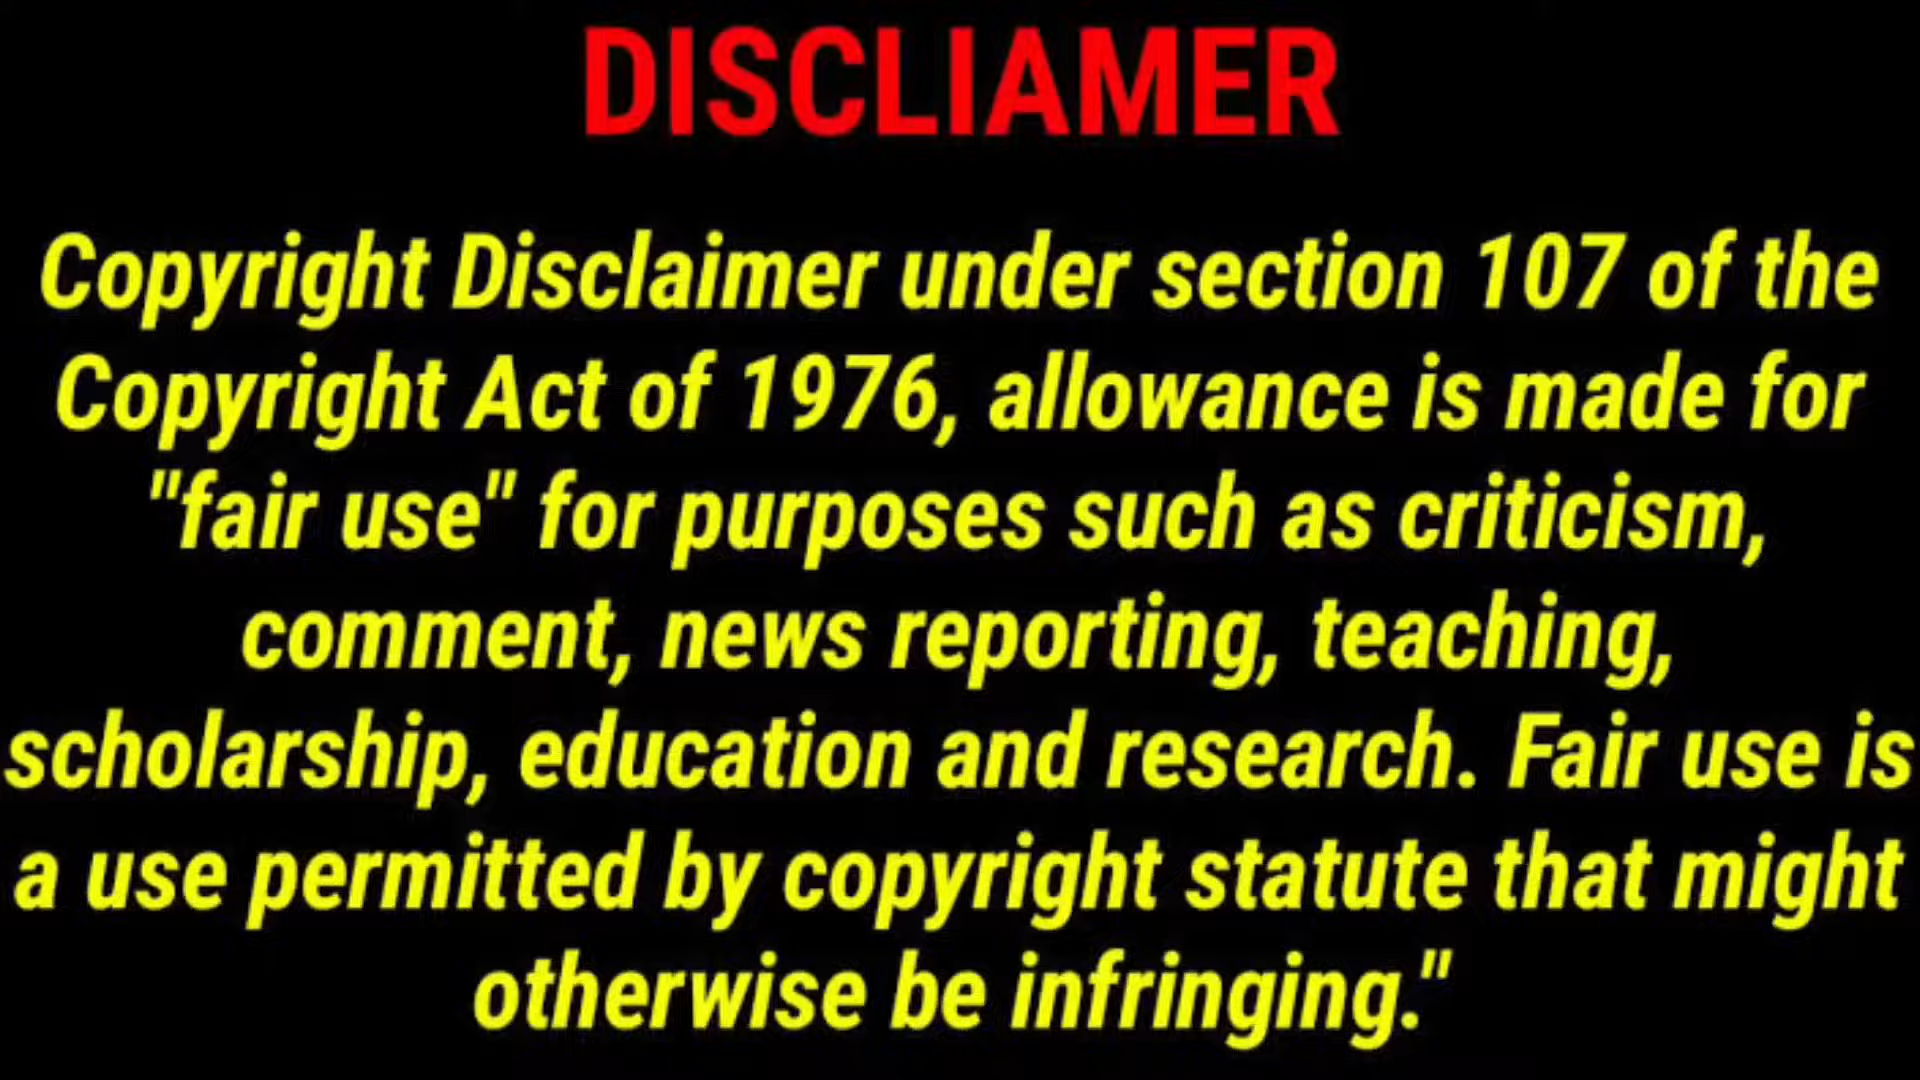 DISCLIAMER
Copyright Disclaimer under section 107 of the
Copyright Act of 1976, allowance is made for
"fair use" for purposes such as criticism,
comment, news reporting, teaching,
scholarship, education and research. Fair use is
a use permitted by copyright statute that might
otherwise be infringing."